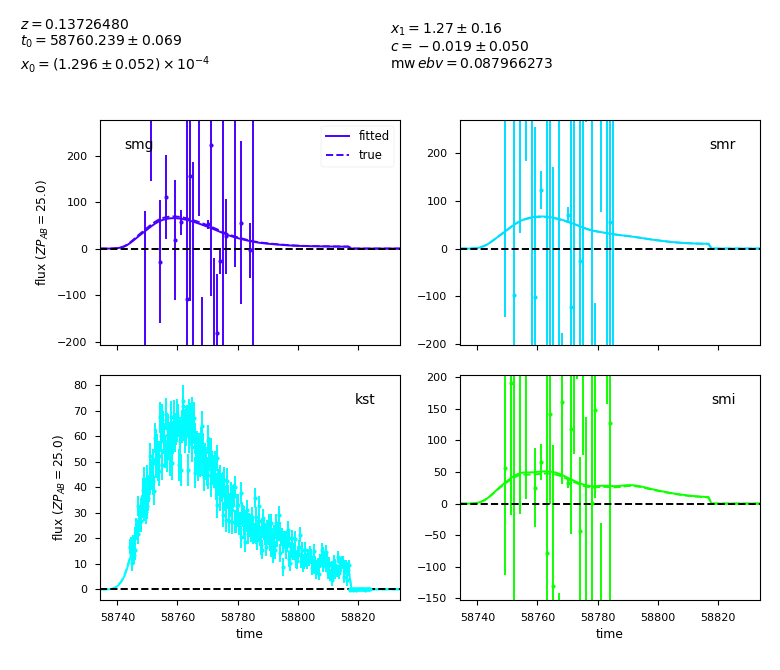 z = 0.13726480
t₀ = 58760.239 ± 0.069
x₀ = (1.296 ± 0.052) × 10⁻⁴
x₁ = 1.27 ± 0.16
c = −0.019 ± 0.050
mw ebv = 0.087966273
smg
fitted
true
flux (ZP_AB = 25.0)
200
100
0
−100
−200
smr
200
100
0
−100
−200
kst
flux (ZP_AB = 25.0)
80
70
60
50
40
30
20
10
0
58740 58760 58780 58800 58820
time
smi
200
150
100
50
0
−50
−100
−150
58740 58760 58780 58800 58820
time